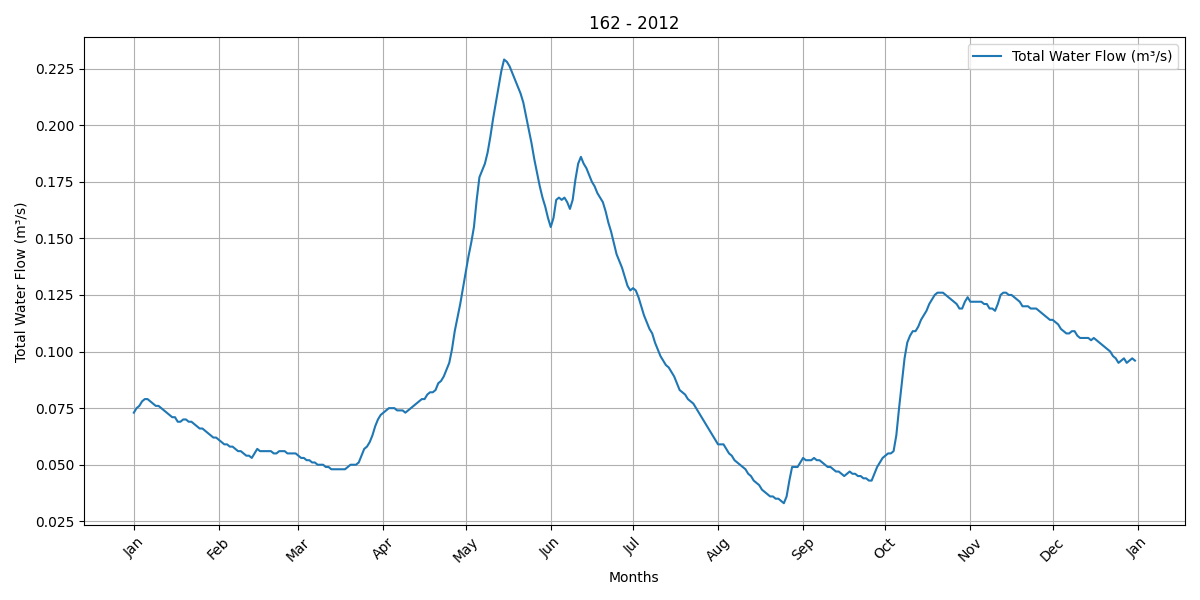 162 - 2012
Total Water Flow (m³/s)
Total Water Flow (m³/s)
0.225
0.200
0.175
0.150
0.125
0.100
0.075
0.050
0.025
Jan Feb Mar Apr May Jun Jul Aug Sep Oct Nov Dec Jan
Months